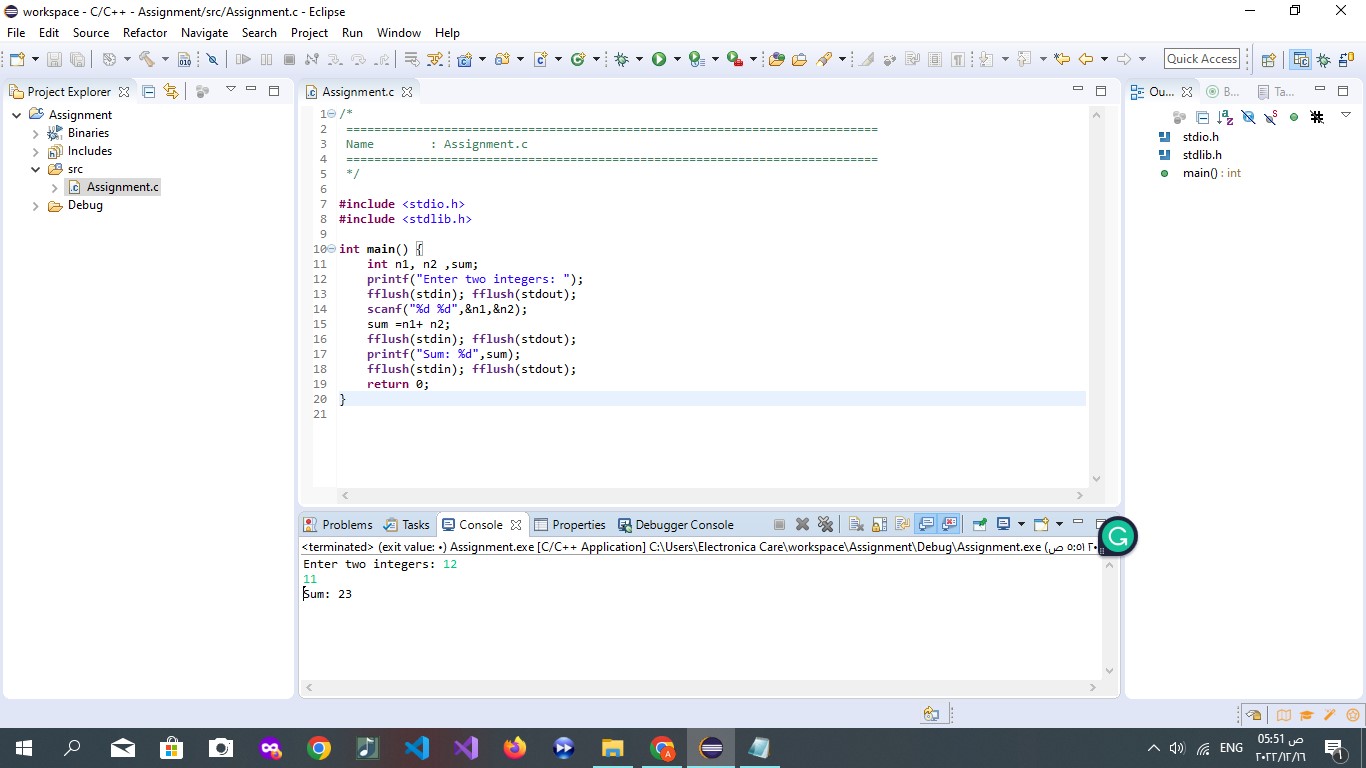 workspace - C/C++ - Assignment/src/Assignment.c - Eclipse
File Edit Source Refactor Navigate Search Project Run Window Help
Quick Access
Project Explorer
Assignment
Binaries
Includes
src
Assignment.c
Debug
Assignment.c
1 /*
2 ============================================================================
3 Name        : Assignment.c
4 ============================================================================
5 */
6
7 #include <stdio.h>
8 #include <stdlib.h>
9
10 int main() {
11     int n1, n2 ,sum;
12     printf("Enter two integers: ");
13     fflush(stdin); fflush(stdout);
14     scanf("%d %d",&n1,&n2);
15     sum =n1+ n2;
16     fflush(stdin); fflush(stdout);
17     printf("Sum: %d",sum);
18     fflush(stdin); fflush(stdout);
19     return 0;
20 }
21
Ou... B... Ta...
stdio.h
stdlib.h
main() : int
Problems Tasks Console Properties Debugger Console
<terminated> (exit value: ٠) Assignment.exe [C/C++ Application] C:\Users\Electronica Care\workspace\Assignment\Debug\Assignment.exe
Enter two integers: 12
11
Sum: 23
ENG
05:51 ص
٢٠٢٢/١٢/٢٦
1